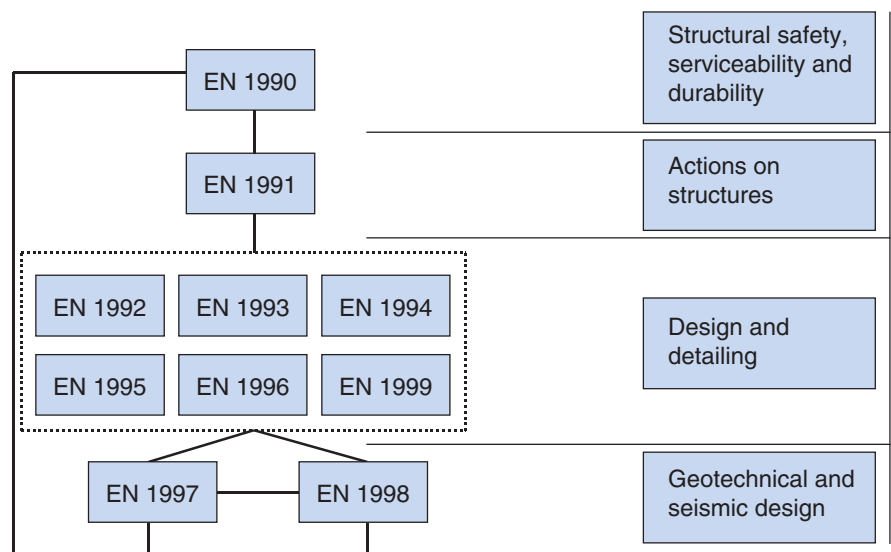 EN 1990
Structural safety,
serviceability and
durability
EN 1991
Actions on
structures
EN 1992
EN 1993
EN 1994
EN 1995
EN 1996
EN 1999
Design and
detailing
EN 1997
EN 1998
Geotechnical and
seismic design